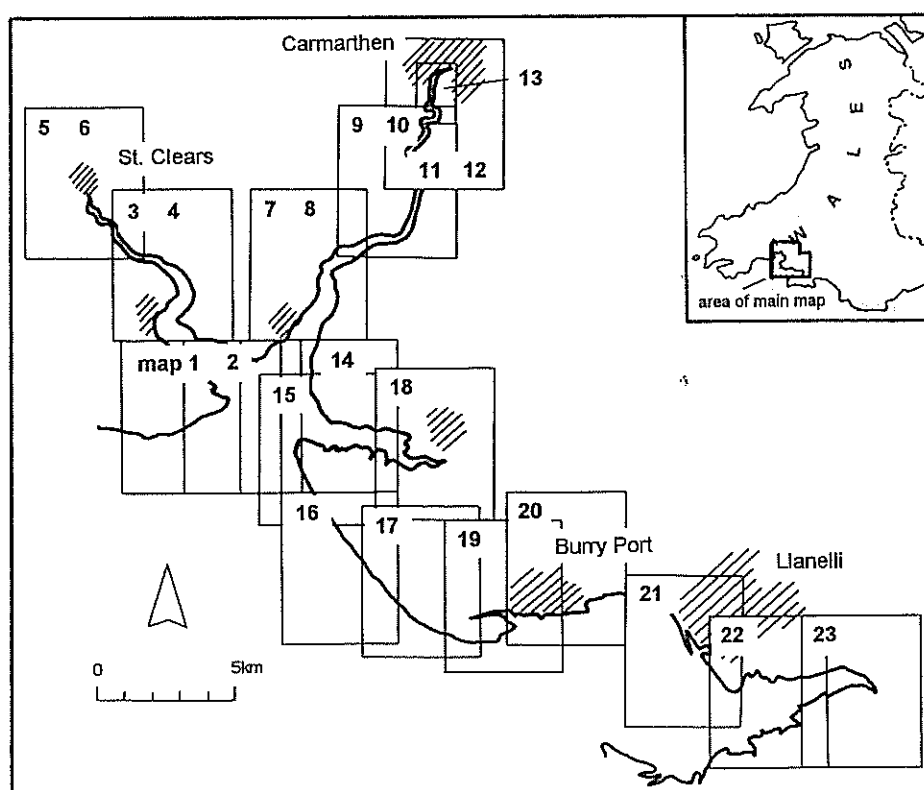 Carmarthen
13
5 6
9 10
St. Clears
11 12
3 4
7 8
map 1 2
14
15
18
16
17
19
20
Burry Port
Llanelli
21
22
23
0
5km
WALES
area of main map